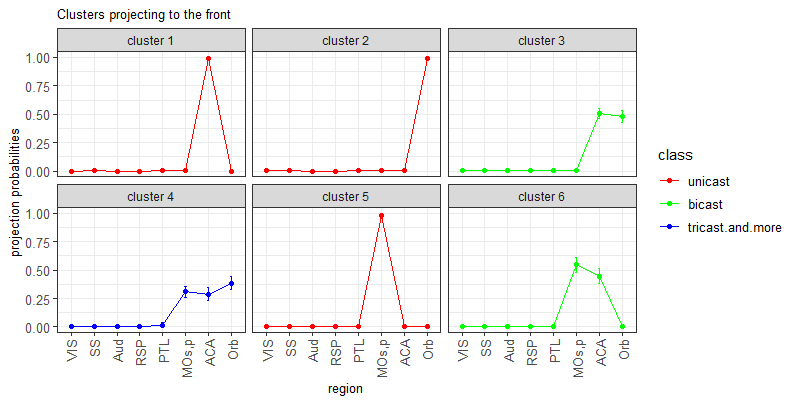 Clusters projecting to the front
cluster 1
cluster 2
cluster 3
1.00
0.75
0.50
0.25
0.00
cluster 4
cluster 5
cluster 6
1.00
0.75
0.50
0.25
0.00
projection probabilities
VIS SS Aud RSP PTL MOs,p ACA Orb
VIS SS Aud RSP PTL MOs,p ACA Orb
VIS SS Aud RSP PTL MOs,p ACA Orb
region
class
unicast
bicast
tricast.and.more